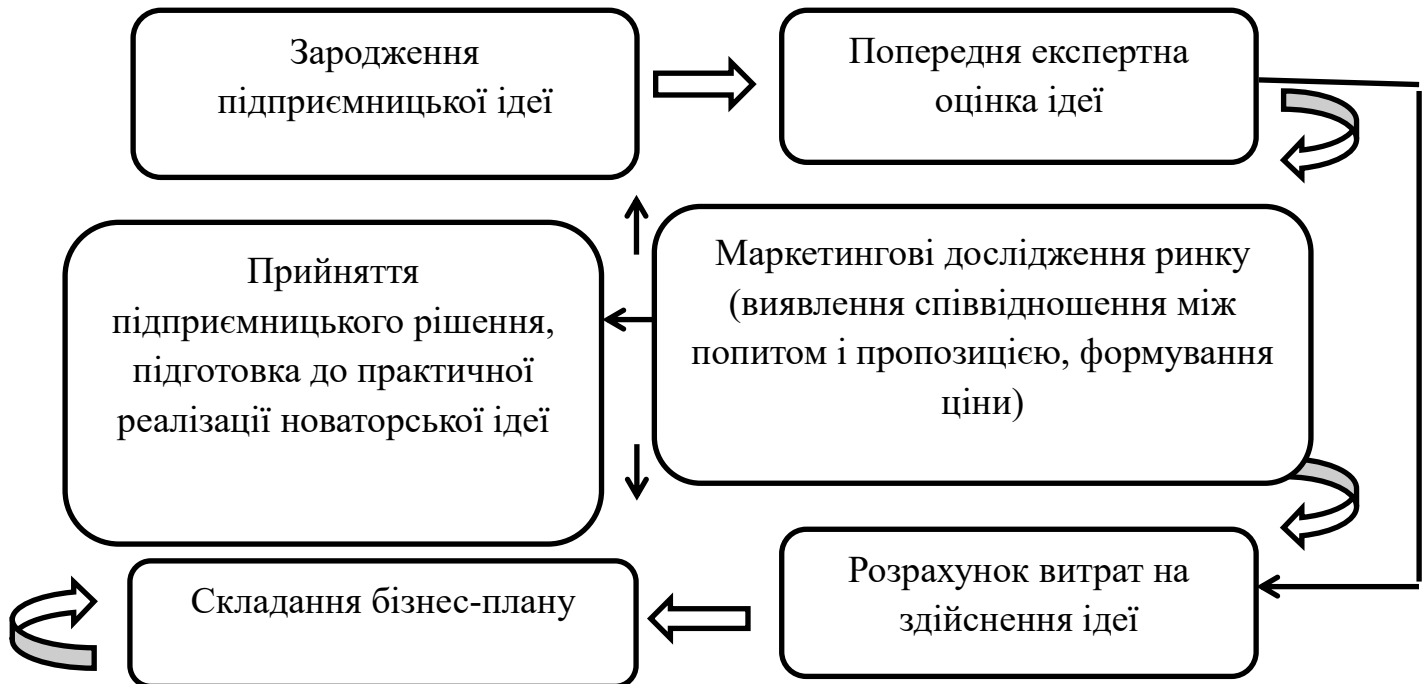 Зародження
підприємницької ідеї
Попередня експертна
оцінка ідеї
Прийняття
підприємницького рішення,
підготовка до практичної
реалізації новаторської ідеї
Маркетингові дослідження ринку
(виявлення співвідношення між
попитом і пропозицією, формування
ціни)
Складання бізнес-плану
Розрахунок витрат на
здійснення ідеї